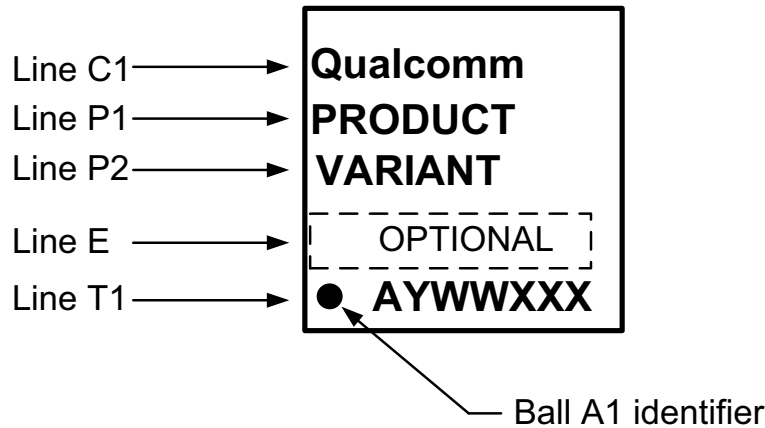 Line C1 Qualcomm
Line P1 PRODUCT
Line P2 VARIANT
Line E OPTIONAL
Line T1 AYWWXXX
Ball A1 identifier